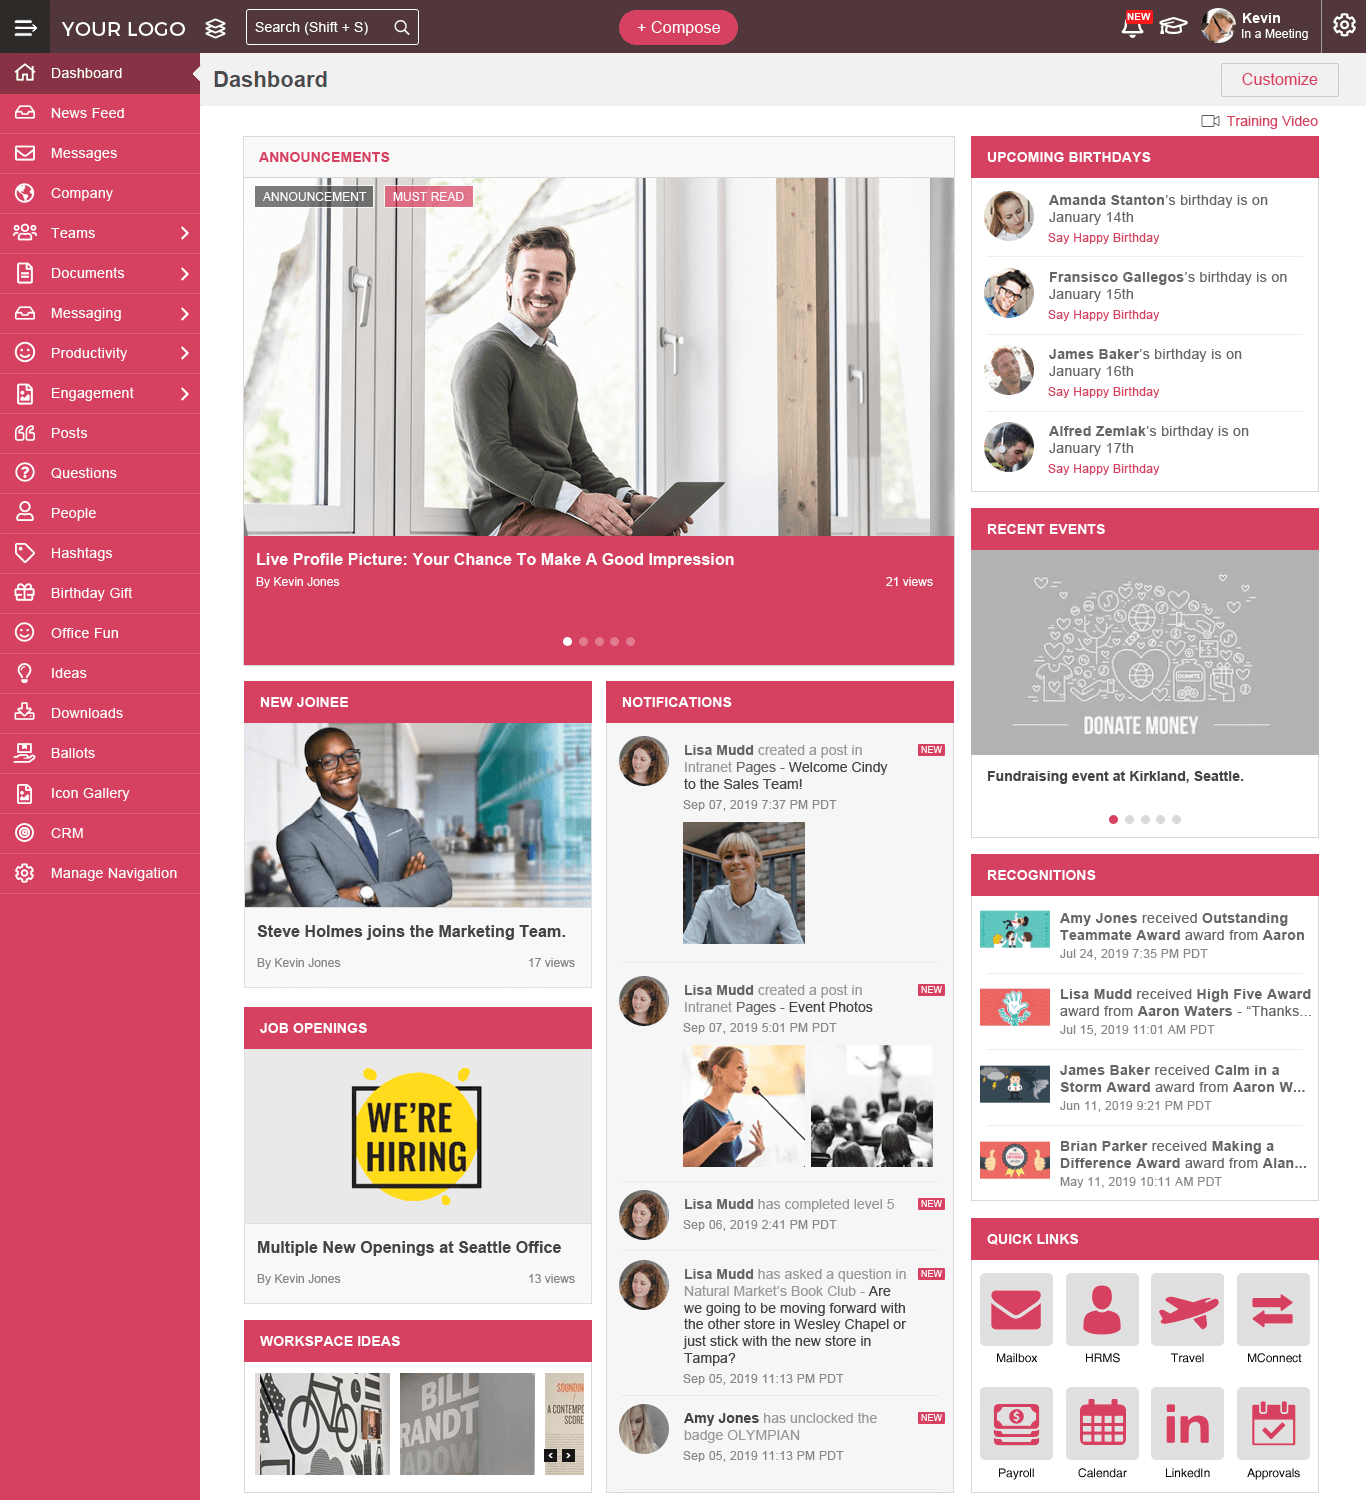 YOUR LOGO
Search (Shift + S)
+ Compose
NEW
Kevin
In a Meeting
Dashboard
News Feed
Messages
Company
Teams
Documents
Messaging
Productivity
Engagement
Posts
Questions
People
Hashtags
Birthday Gift
Office Fun
Ideas
Downloads
Ballots
Icon Gallery
CRM
Manage Navigation
Dashboard
Customize
Training Video
ANNOUNCEMENTS
ANNOUNCEMENT
MUST READ
Live Profile Picture: Your Chance To Make A Good Impression
By Kevin Jones
21 views
NEW JOINEE
Steve Holmes joins the Marketing Team.
By Kevin Jones
17 views
JOB OPENINGS
WE'RE
HIRING
Multiple New Openings at Seattle Office
By Kevin Jones
13 views
WORKSPACE IDEAS
BILL
RANDT
ADOW
SOUNDING
A CONTEMPO
SCORE
NOTIFICATIONS
Lisa Mudd created a post in
NEW
Intranet Pages - Welcome Cindy
to the Sales Team!
Sep 07, 2019 7:37 PM PDT
Lisa Mudd created a post in
NEW
Intranet Pages - Event Photos
Sep 07, 2019 5:01 PM PDT
Lisa Mudd has completed level 5
NEW
Sep 06, 2019 2:41 PM PDT
Lisa Mudd has asked a question in
NEW
Natural Market's Book Club - Are
we going to be moving forward with
the other store in Wesley Chapel or
just stick with the new store in
Tampa?
Sep 05, 2019 11:13 PM PDT
Amy Jones has unclocked the
NEW
badge OLYMPIAN
Sep 05, 2019 11:13 PM PDT
UPCOMING BIRTHDAYS
Amanda Stanton's birthday is on
January 14th
Say Happy Birthday
Fransisco Gallegos's birthday is on
January 15th
Say Happy Birthday
James Baker's birthday is on
January 16th
Say Happy Birthday
Alfred Zemlak's birthday is on
January 17th
Say Happy Birthday
RECENT EVENTS
DONATE
DONATE MONEY
Fundraising event at Kirkland, Seattle.
RECOGNITIONS
Amy Jones received Outstanding
Teammate Award award from Aaron
Jul 24, 2019 7:35 PM PDT
Lisa Mudd received High Five Award
award from Aaron Waters - “Thanks...
Jul 15, 2019 11:01 AM PDT
James Baker received Calm in a
Storm Award award from Aaron W...
Jun 11, 2019 9:21 PM PDT
Brian Parker received Making a
Difference Award award from Alan...
May 11, 2019 10:11 AM PDT
QUICK LINKS
Mailbox
HRMS
Travel
MConnect
Payroll
Calendar
LinkedIn
Approvals